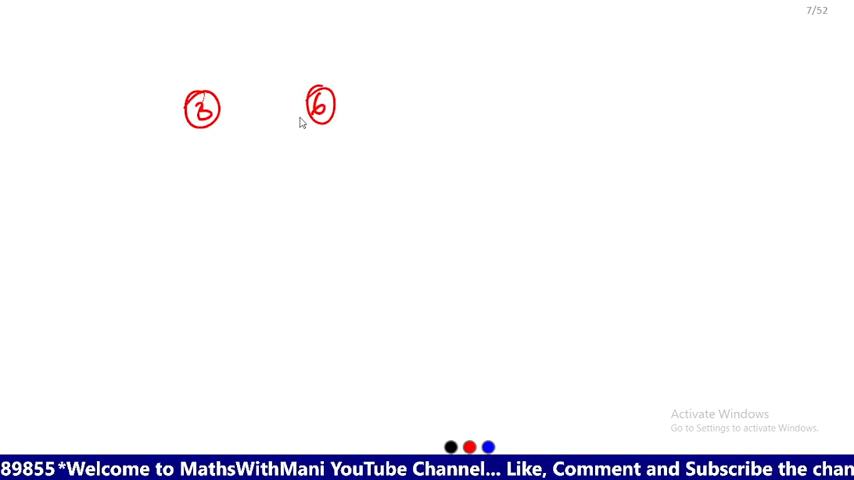 7/52
3 6
Activate Windows
Go to Settings to activate Windows.
89855*Welcome to MathsWithMani YouTube Channel... Like, Comment and Subscribe the chan